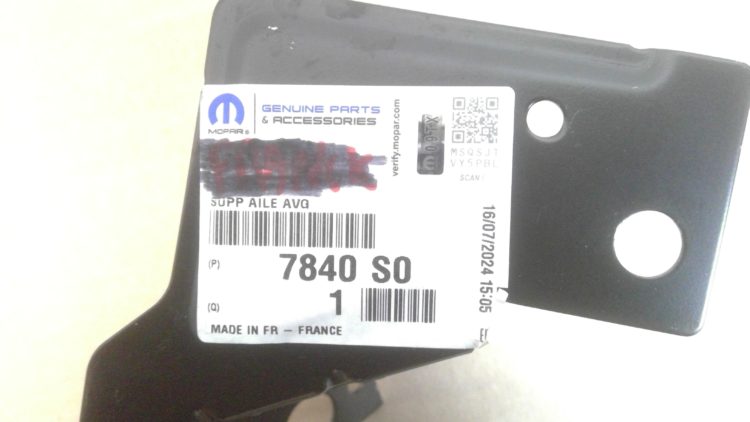 MOPAR®
GENUINE PARTS
& ACCESSORIES
verify.mopar.com
MSQSJT
VX5PBL
SCAN
SUPP AILE AVG
(P)
7840 S0
(Q)
1
16/07/2024 15:05
MADE IN FR – FRANCE